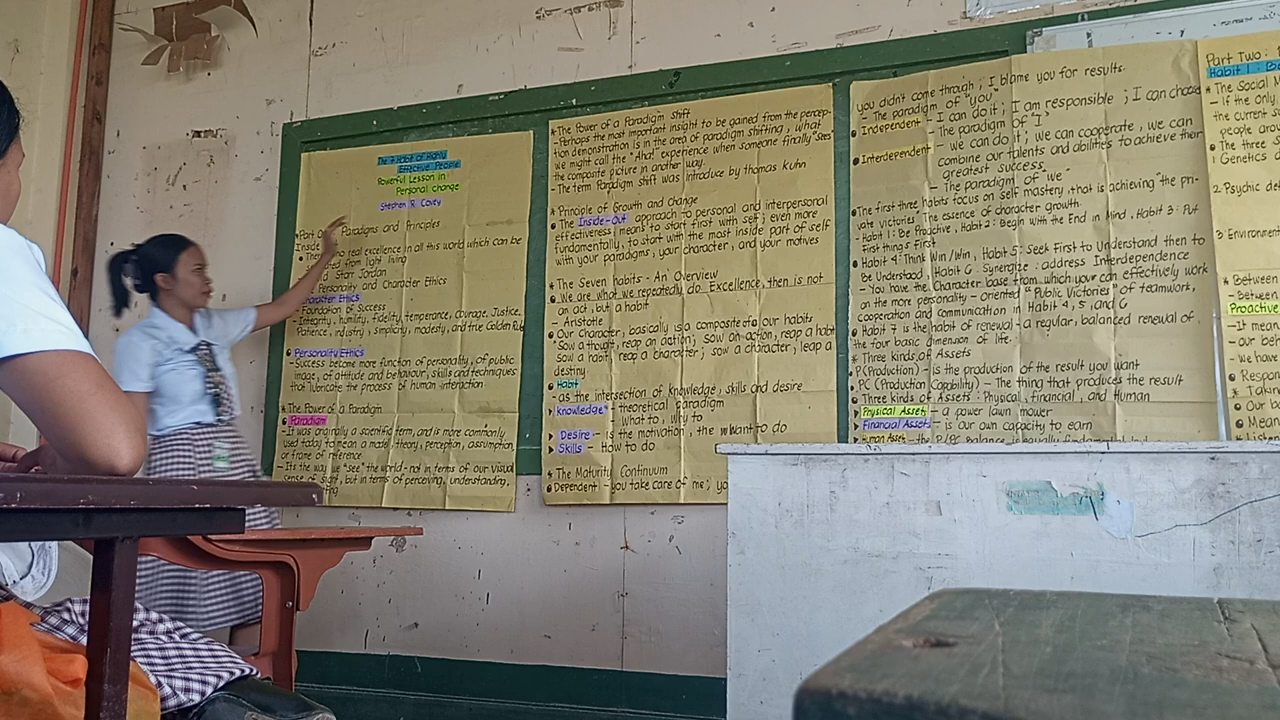 The 7 Habit of Highly
Effective People
Powerful Lesson in
Personal change
Stephen R. Covey
Paradigms and Principles
Inside
no real excellence in all this world which can be
from light living
Starr Jordan
Personality and Character Ethics
Character Ethics
- Foundation of Success
- Integrity, humility, fidelity, temperance, courage, Justice,
Patience, industry, simplicity, modesty, and true Golden Rule
• Personality Ethics
- Success become more function of personality, of public
image, of attitude and behaviour, skills and techniques
that lubricate the process of human interaction
* The Power of a Paradigm
• Paradigm
- It was originally a scientific term, and is more commonly
used today to mean a model, theory, perception, assumption,
or frame of reference
- Its the way we "see" the world - not in terms of our visual
sense of sight, but in terms of perceiving, understanding,
* The Power of a Paradigm Shift
- Perhaps the most important insight to be gained from the percep-
tion demonstration is in the area of paradigm shifting, what
we might call the "Aha!" experience when someone finally "sees"
the composite picture in another way.
- The term Paradigm shift was introduce by thomas kuhn
* Principle of Growth and change
• The Inside-Out approach to personal and interpersonal
effectiveness means to start first with self; even more
fundamentally, to start with the most inside part of self
with your paradigms, your character, and your motives
* The Seven habits - An Overview
• We are what we repeatedly do. Excellence, then is not
an act, but a habit
- Aristotle
• Our character, basically is a composite of our habits.
"Sow a thought, reap an action; sow an action, reap a habit
Sow a habit, reap a character; sow a character, leap a
destiny.
• Habit
- as the intersection of knowledge, skills and desire
Knowledge - theoretical paradigm
- what to, why to
Desire - is the motivation, the want to do
Skills - How to do
* The Maturity Continuum
• Dependent - you take care of me; yo
you didn't come through; I blame you for results.
- The paradigm of "you"
• Independent - I can do it; I am responsible; I can choose
- The paradigm of "I"
• Interdependent - we can do it; we can cooperate, we can
combine our talents and abilities to achieve their
greatest success
- The paradigm of "we"
• The first three habits focus on self mastery, that is achieving "the pri-
vate victories" The essence of character growth.
- Habit 1: Be Proactive, Habit 2: Begin with the End in Mind, Habit 3: Put
First things First
• Habit 4: Think Win/Win, Habit 5: Seek First to Understand then to
be Understood, Habit 6: Synergize: address Interdependence
- You have the Character base from which your can effectively work
on the more personality-oriented "Public Victories" of teamwork,
cooperation and communication in Habit 4, 5, and 6
• Habit 7 is the habit of renewal - a regular, balanced renewal of
the four basic dimension of life.
* Three kinds of Assets
P (Production) - is the production of the result you want
• PC (Production Capability) - The thing that produces the result
• Three kinds of Assets: Physical, financial, and Human
Physical Asset - a power lawn mower
Financial Assets - is our own capacity to earn
Human Asset - the P/PC balance is equally fundamental
Part Two:
Habit 1: Be
* The Social M
- If the only
the current s
people arou
• The three s
1 Genetics d
2. Psychic de
3 Environment
* Between
- Between
Proactive
- It mean
- our beh
- we have
• Respon
* Takin
• Our b
• Mean
* Listen